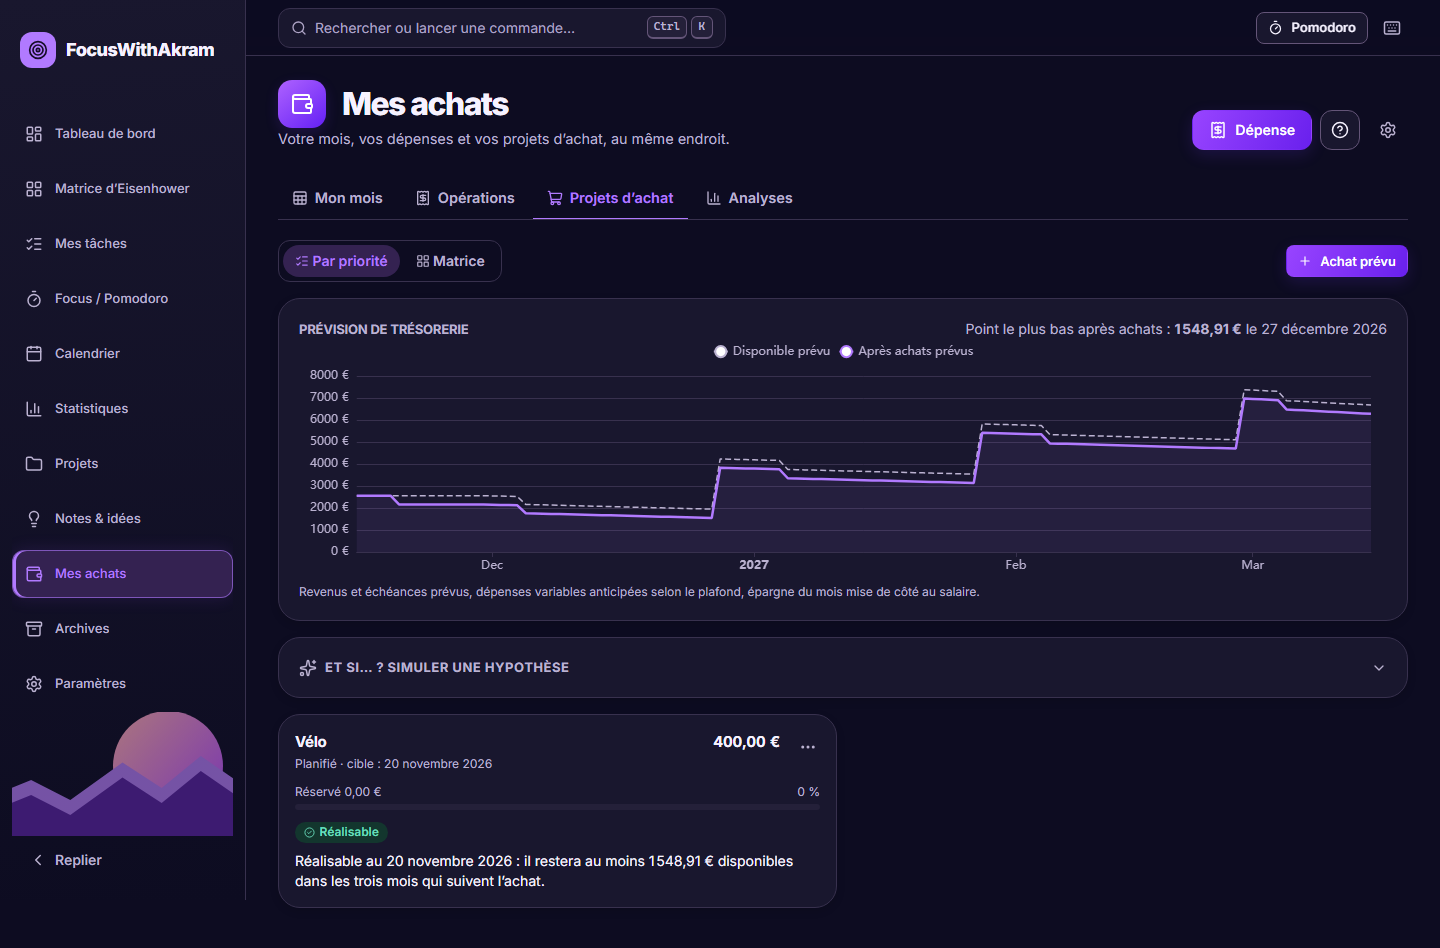 FocusWithAkram
Rechercher ou lancer une commande...
Ctrl K
Pomodoro
Tableau de bord
Matrice d’Eisenhower
Mes tâches
Focus / Pomodoro
Calendrier
Statistiques
Projets
Notes & idées
Mes achats
Archives
Paramètres
Replier
Mes achats
Votre mois, vos dépenses et vos projets d’achat, au même endroit.
Dépense
Mon mois
Opérations
Projets d’achat
Analyses
Par priorité
Matrice
+ Achat prévu
PRÉVISION DE TRÉSORERIE
Point le plus bas après achats : 1 548,91 € le 27 décembre 2026
Disponible prévu
Après achats prévus
8000 €
7000 €
6000 €
5000 €
4000 €
3000 €
2000 €
1000 €
0 €
Dec
2027
Feb
Mar
Revenus et échéances prévus, dépenses variables anticipées selon le plafond, épargne du mois mise de côté au salaire.
ET SI... ? SIMULER UNE HYPOTHÈSE
Vélo
400,00 €
...
Planifié · cible : 20 novembre 2026
Réservé 0,00 €
0 %
Réalisable
Réalisable au 20 novembre 2026 : il restera au moins 1 548,91 € disponibles
dans les trois mois qui suivent l’achat.